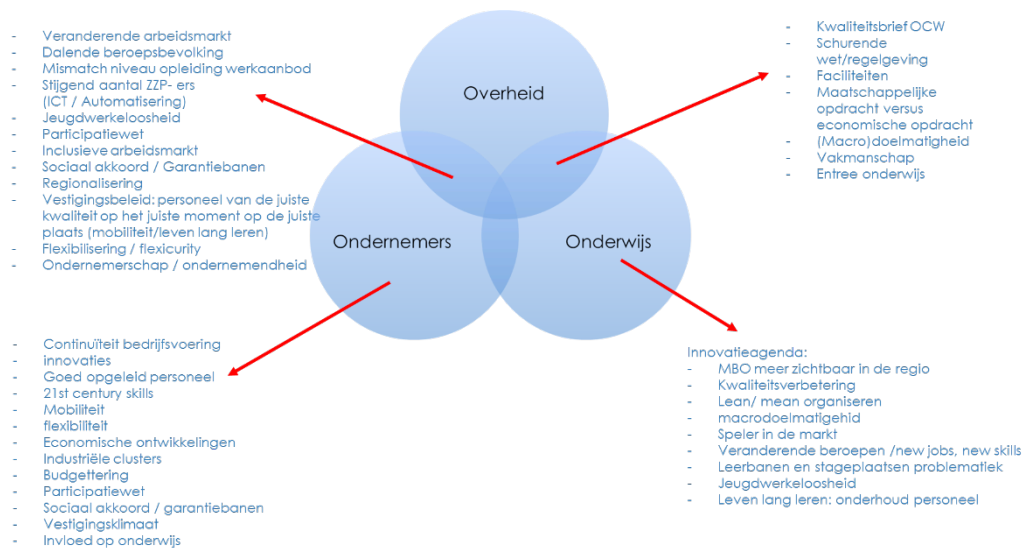 - Veranderende arbeidsmarkt
- Dalende beroepsbevolking
- Mismatch niveau opleiding werkaanbod
- Stijgend aantal ZZP- ers
(ICT / Automatisering)
- Jeugdwerkeloosheid
- Participatiewet
- Inclusieve arbeidsmarkt
- Sociaal akkoord / Garantiebanen
- Regionalisering
- Vestigingsbeleid: personeel van de juiste
kwaliteit op het juiste moment op de juiste
plaats (mobiliteit/leven lang leren)
- Flexibilisering / flexicurity
- Ondernemerschap / ondernemendheid
Overheid
Ondernemers
Onderwijs
- Kwaliteitsbrief OCW
- Schurende
wet/regelgeving
- Faciliteiten
- Maatschappelijke
opdracht versus
economische opdracht
- (Macro)doelmatigheid
- Vakmanschap
- Entree onderwijs
- Continuïteit bedrijfsvoering
- innovaties
- Goed opgeleid personeel
- 21st century skills
- Mobiliteit
- flexibiliteit
- Economische ontwikkelingen
- Industriële clusters
- Budgettering
- Participatiewet
- Sociaal akkoord / garantiebanen
- Vestigingsklimaat
- Invloed op onderwijs
Innovatieagenda:
- MBO meer zichtbaar in de regio
- Kwaliteitsverbetering
- Lean/ mean organiseren
- macrodoelmatigehid
- Speler in de markt
- Veranderende beroepen /new jobs, new skills
- Leerbanen en stageplaatsen problematiek
- Jeugdwerkeloosheid
- Leven lang leren: onderhoud personeel